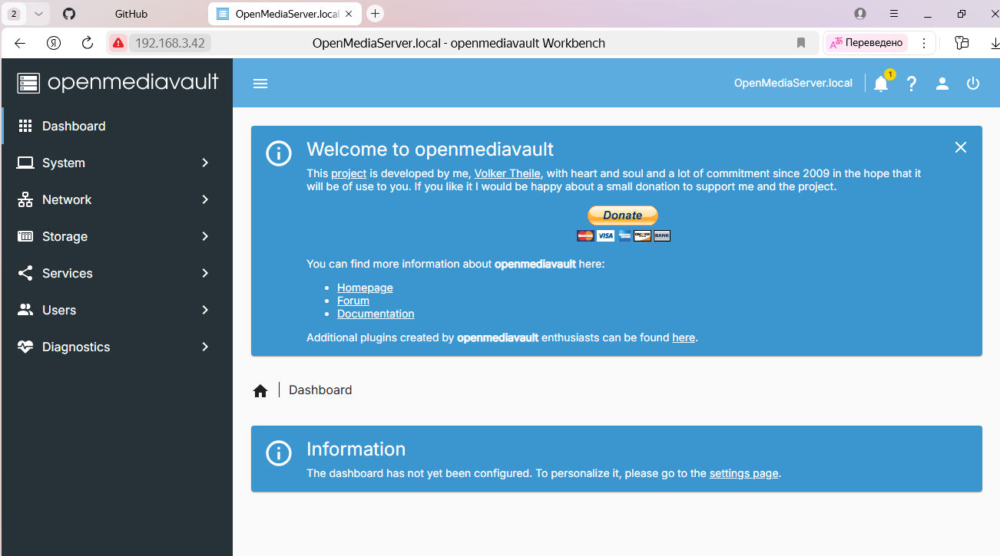 2
GitHub
OpenMediaServer.local
192.168.3.42
OpenMediaServer.local - openmediavault Workbench
Переведено
openmediavault
OpenMediaServer.local
1
Dashboard
System
Network
Storage
Services
Users
Diagnostics
Welcome to openmediavault
This project is developed by me, Volker Theile, with heart and soul and a lot of commitment since 2009 in the hope that it
will be of use to you. If you like it I would be happy about a small donation to support me and the project.
Donate
VISA
BANK
You can find more information about openmediavault here:
Homepage
Forum
Documentation
Additional plugins created by openmediavault enthusiasts can be found here.
Dashboard
Information
The dashboard has not yet been configured. To personalize it, please go to the settings page.